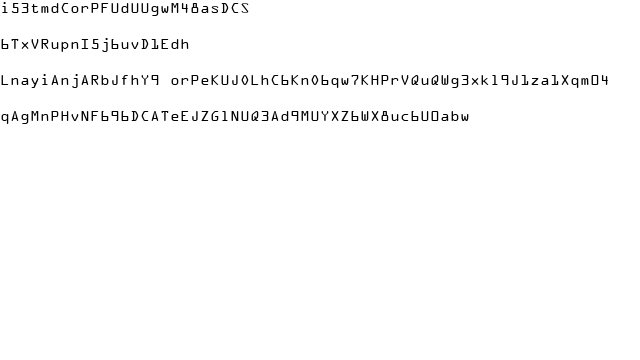 i53tmdCorPFUdUUgwM48asDCS
6TxVRupnI5j6uvD1Edh
LnayiAnjARbJfhY9 orPeKUJ0LhC6Kn06qw7KHPrVQuQWg3xk19J1za1XqmO4
qAgMnPHvNF696DCATeEJZG1NUQ3Ad9MUYXZ6WX8uc6UOabw